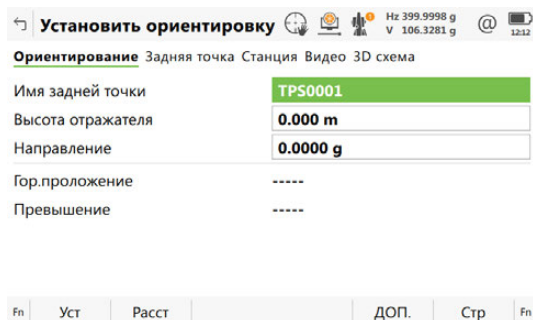 Установить ориентировку Hz 399.9998 g V 106.3281 g @ 12:12
Ориентирование Задняя точка Станция Видео 3D схема
Имя задней точки TPS0001
Высота отражателя 0.000 m
Направление 0.0000 g
Гор.проложение -----
Превышение -----
Fn Уст Расст ДОП. Стр Fn